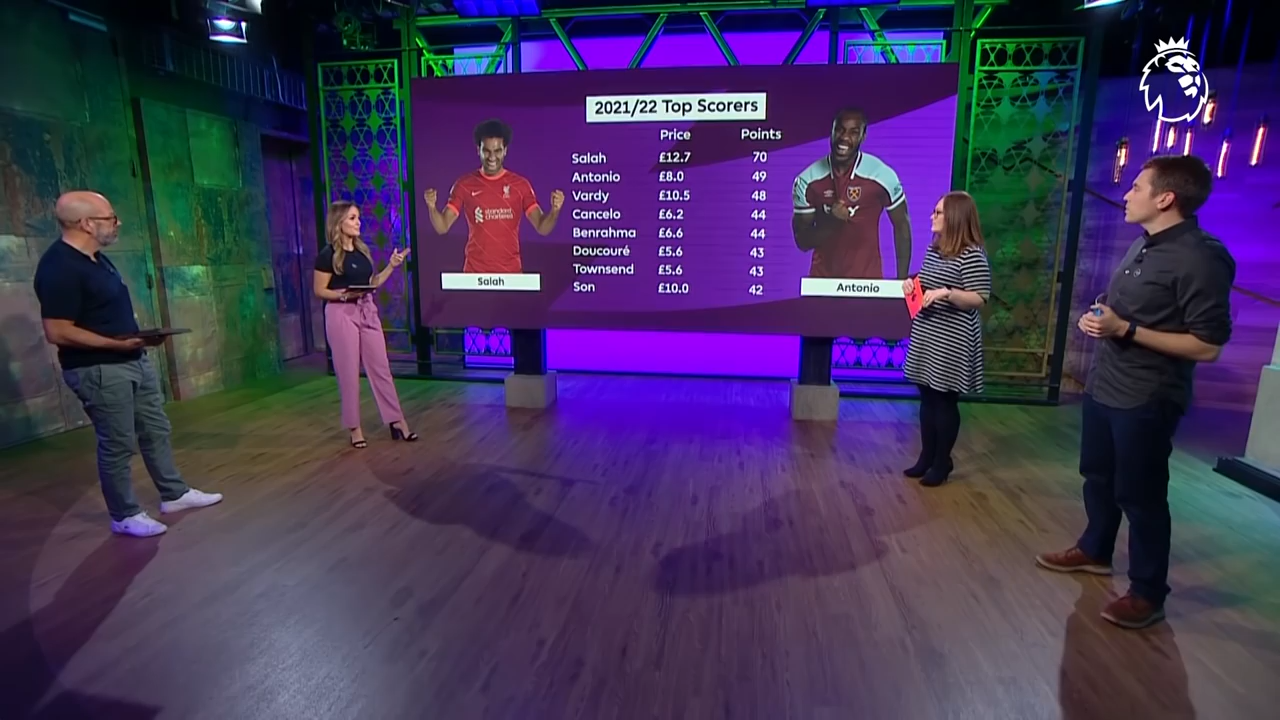 2021/22 Top Scorers
Price Points
Salah £12.7 70
Antonio £8.0 49
Vardy £10.5 48
Cancelo £6.2 44
Benrahma £6.6 44
Doucouré £5.6 43
Townsend £5.6 43
Son £10.0 42
standard chartered
Salah
Antonio